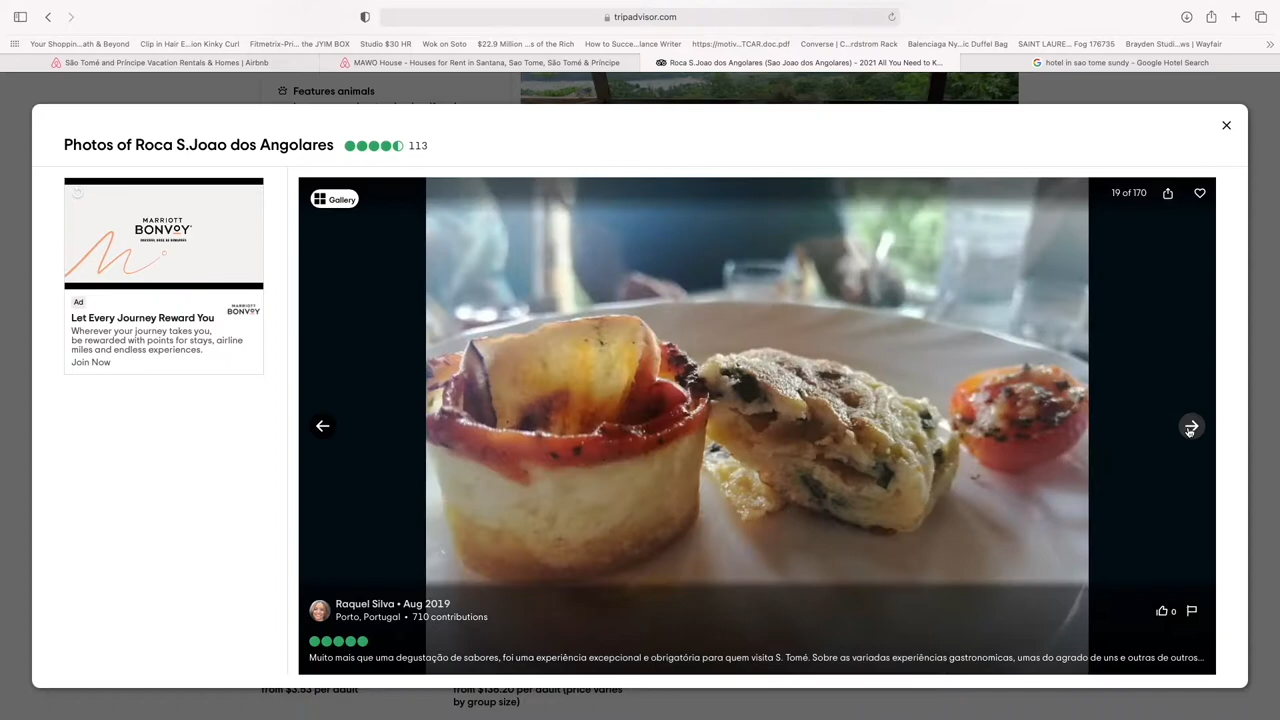 tripadvisor.com
Your Shoppin...ath & Beyond
Clip in Hair E...ion Kinky Curl
Fitmetrix-Pri... the JYIM BOX
Studio $30 HR
Wok on Soto
$22.9 Million ...s of the Rich
How to Succe...lance Writer
https://motiv...TCAR.doc.pdf
Converse | C...rdstrom Rack
Balenciaga Ny...ic Duffel Bag
SAINT LAURE... Fog 176735
Brayden Studi...ws | Wayfair
São Tomé and Príncipe Vacation Rentals & Homes | Airbnb
MAWO House - Houses for Rent in Santana, Sao Tome, São Tomé & Príncipe
Roca S.Joao dos Angolares (Sao Joao dos Angolares) - 2021 All You Need to K...
hotel in sao tome sundy - Google Hotel Search
Features animals
Photos of Roca S.Joao dos Angolares
113
Gallery
19 of 170
MARRIOTT
BONVOY
Ad
MARRIOTT
BONVOY
Let Every Journey Reward You
Wherever your journey takes you,
be rewarded with points for stays, airline
miles and endless experiences.
Join Now
Raquel Silva • Aug 2019
Porto, Portugal • 710 contributions
0
Muito mais que uma degustação de sabores, foi uma experiência excepcional e obrigatória para quem visita S. Tomé. Sobre as variadas experiências gastronomicas, umas do agrado de uns e outras de outros...
from $3.53 per adult
from $138.20 per adult (price varies
by group size)